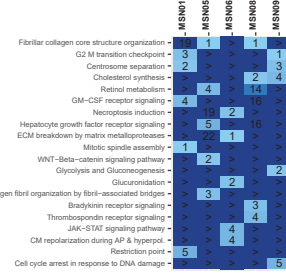 MSN01 MSN05 MSN06 MSN08 MSN09
Fibrillar collagen core structure organization 19 1 > 1 >
G2 M transition checkpoint 3 > > > 1
Centrosome separation 2 > > > 3
Cholesterol synthesis > > > 2 4
Retinol metabolism > 4 > 14 >
GM−CSF receptor signaling 4 > > 16 >
Necroptosis induction > 19 2 > >
Hepatocyte growth factor receptor signaling > 5 > 16 >
ECM breakdown by matrix metalloproteases > 22 1 > >
Mitotic spindle assembly 1 > > > >
WNT−Beta−catenin signaling pathway > 2 > > >
Glycolysis and Gluconeogenesis > > > > 2
Glucuronidation > > 2 > >
gen fibril organization by fibril−associated bridges > 3 > > >
Bradykinin receptor signaling > > > 3 >
Thrombospondin receptor signaling > > > 4 >
JAK−STAT signaling pathway > > 4 > >
CM repolarization during AP & hyperpol. > > 4 > >
Restriction point 5 > > > >
Cell cycle arrest in response to DNA damage > > > > 5